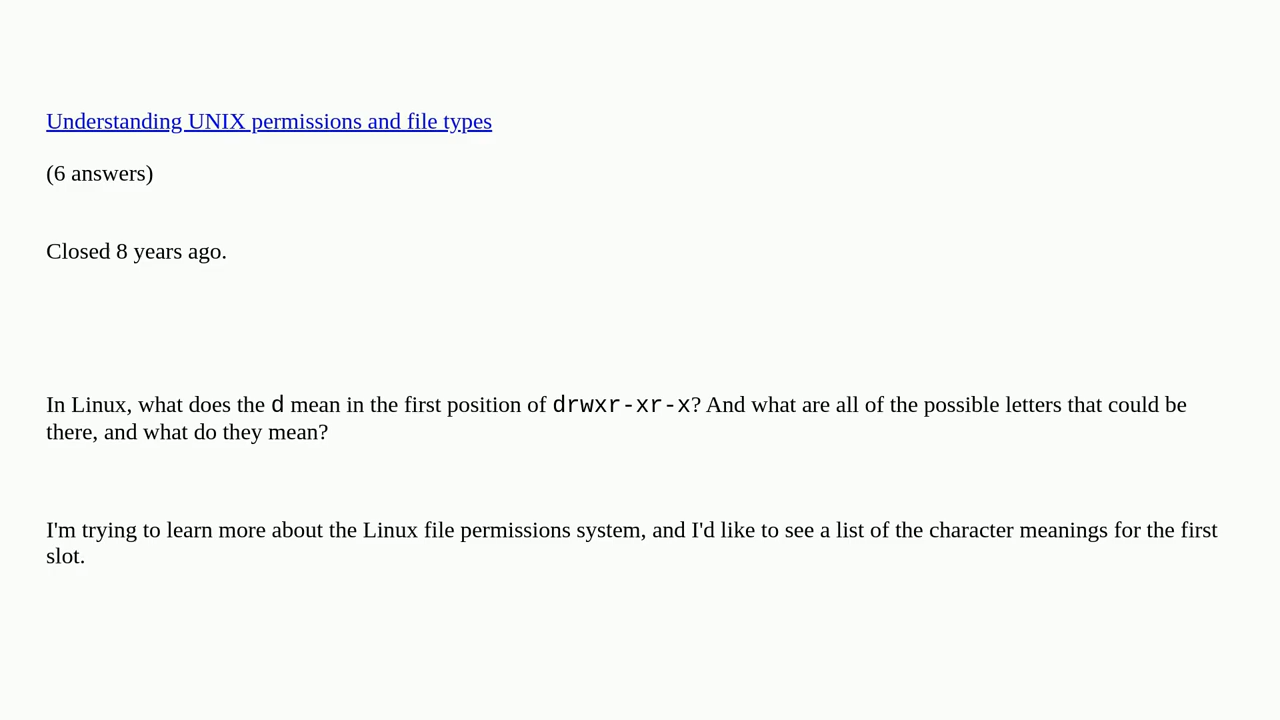 Understanding UNIX permissions and file types
(6 answers)
Closed 8 years ago.
In Linux, what does the d mean in the first position of drwxr-xr-x? And what are all of the possible letters that could be
there, and what do they mean?
I'm trying to learn more about the Linux file permissions system, and I'd like to see a list of the character meanings for the first
slot.